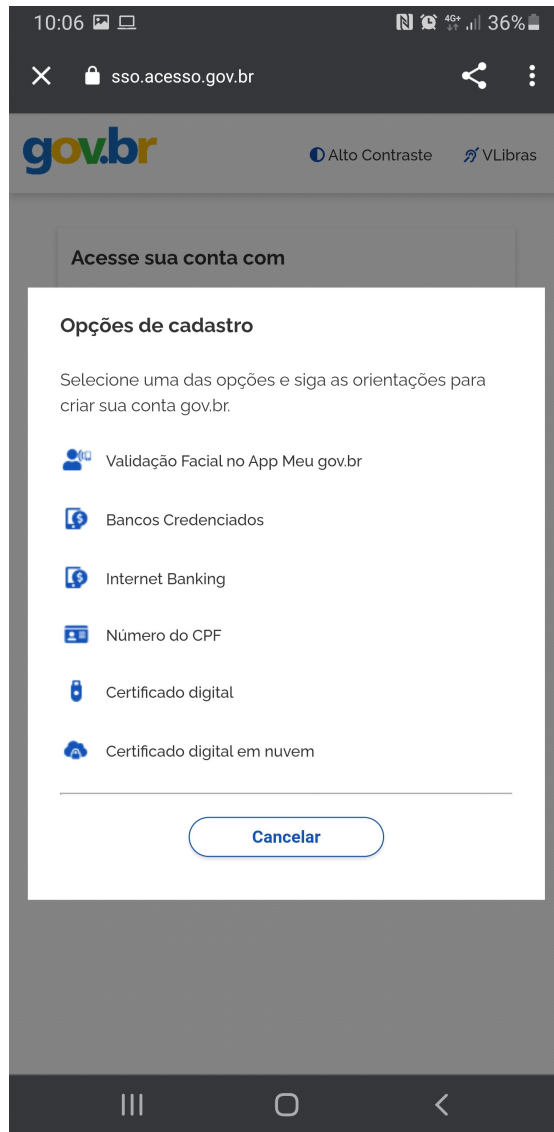 10:06 4G+ 36%
sso.acesso.gov.br
gov.br Alto Contraste VLibras
Acesse sua conta com
Opções de cadastro
Selecione uma das opções e siga as orientações para
criar sua conta gov.br.
Validação Facial no App Meu gov.br
Bancos Credenciados
Internet Banking
Número do CPF
Certificado digital
Certificado digital em nuvem
Cancelar